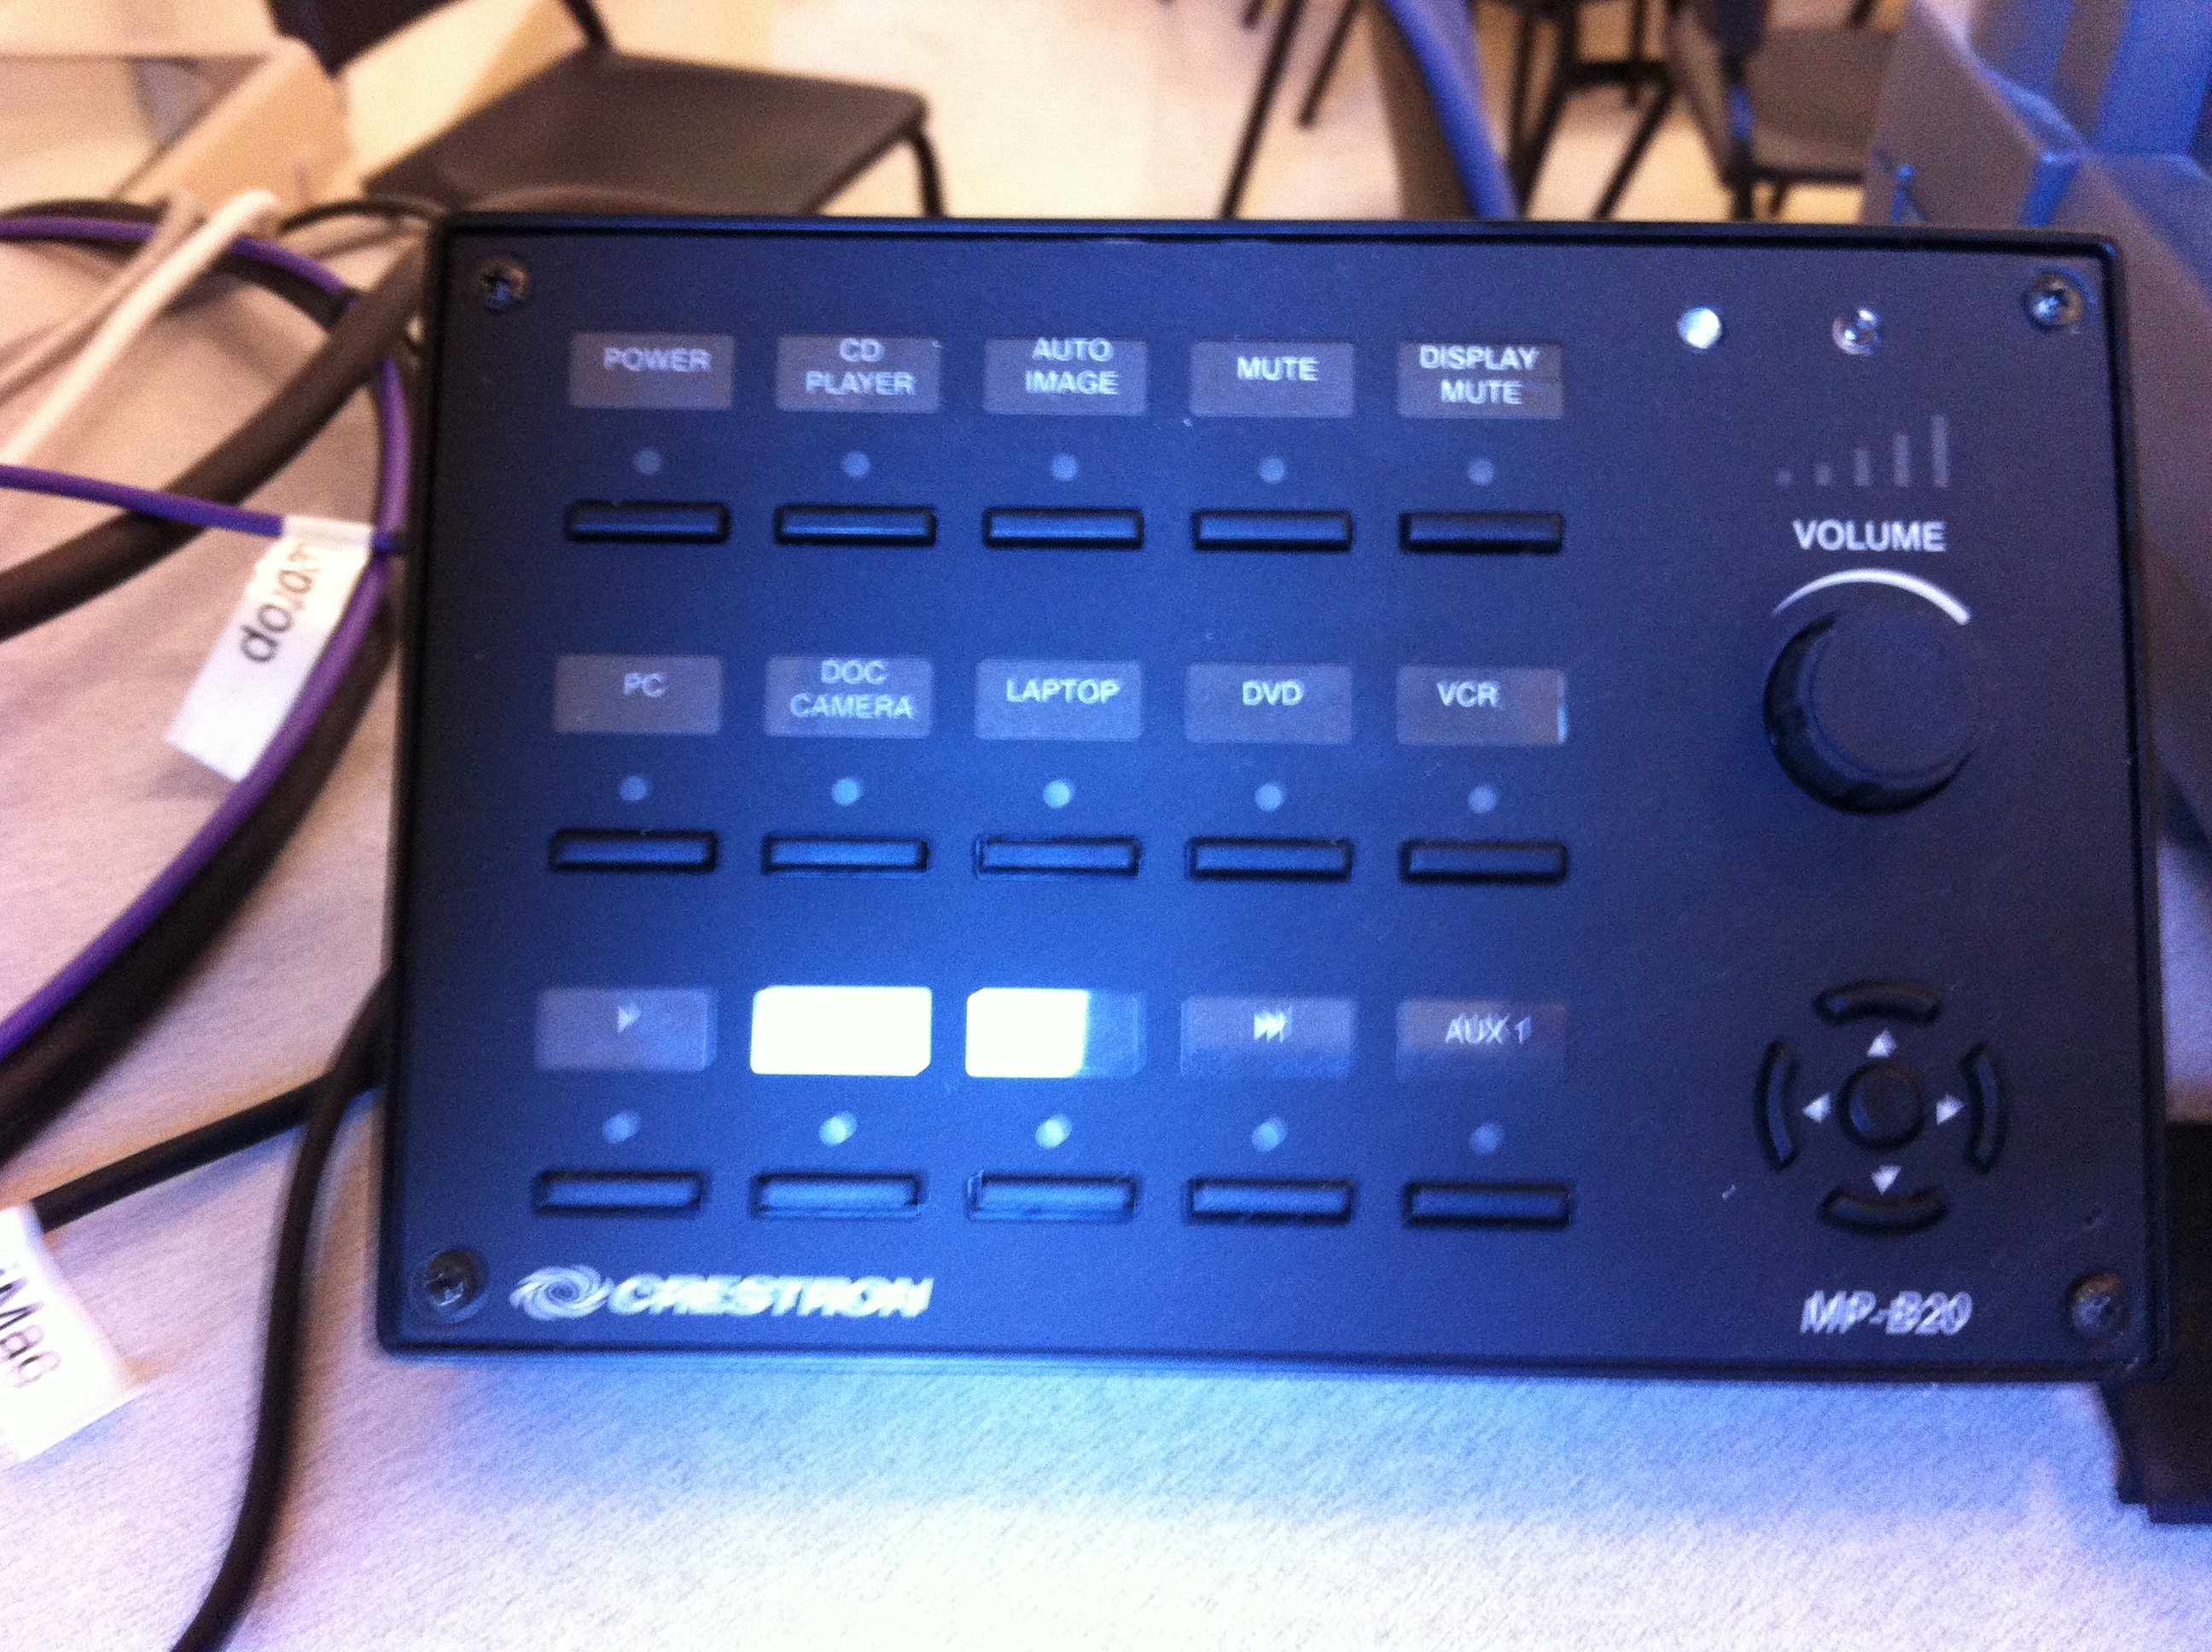 POWER
CD
PLAYER
AUTO
IMAGE
MUTE
DISPLAY
MUTE
VOLUME
PC
DOC
CAMERA
LAPTOP
DVD
VCR
AUX 1
CRESTRON
MP-B20
iMac